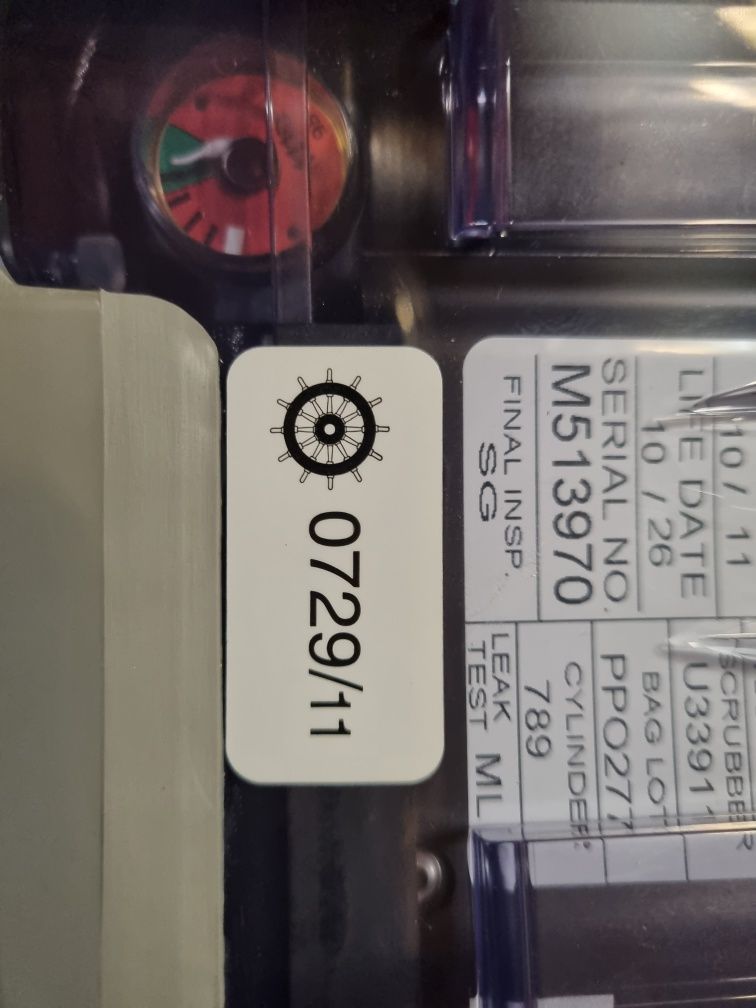 10 / 11
LIFE DATE
10 / 26
SERIAL NO.
M513970
FINAL INSP.
SG
SCRUBBER
U3391
BAG LOT
PPO277
CYLINDER
789
LEAK
TEST ML
0729/11